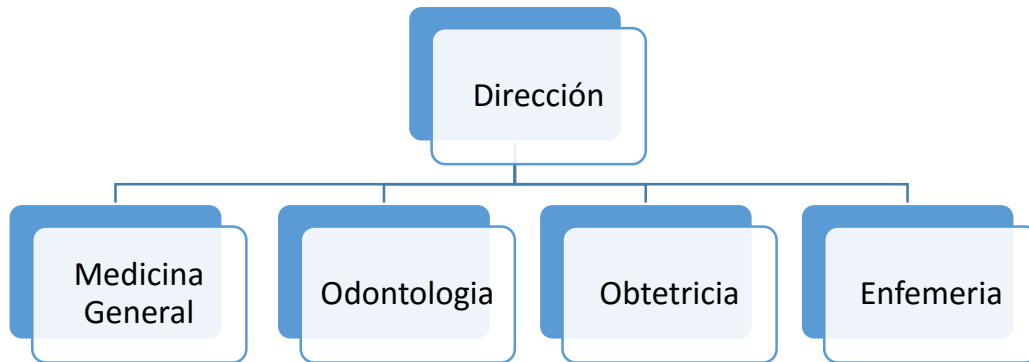 Dirección
Medicina
General
Odontologia
Obtetricia
Enfemeria